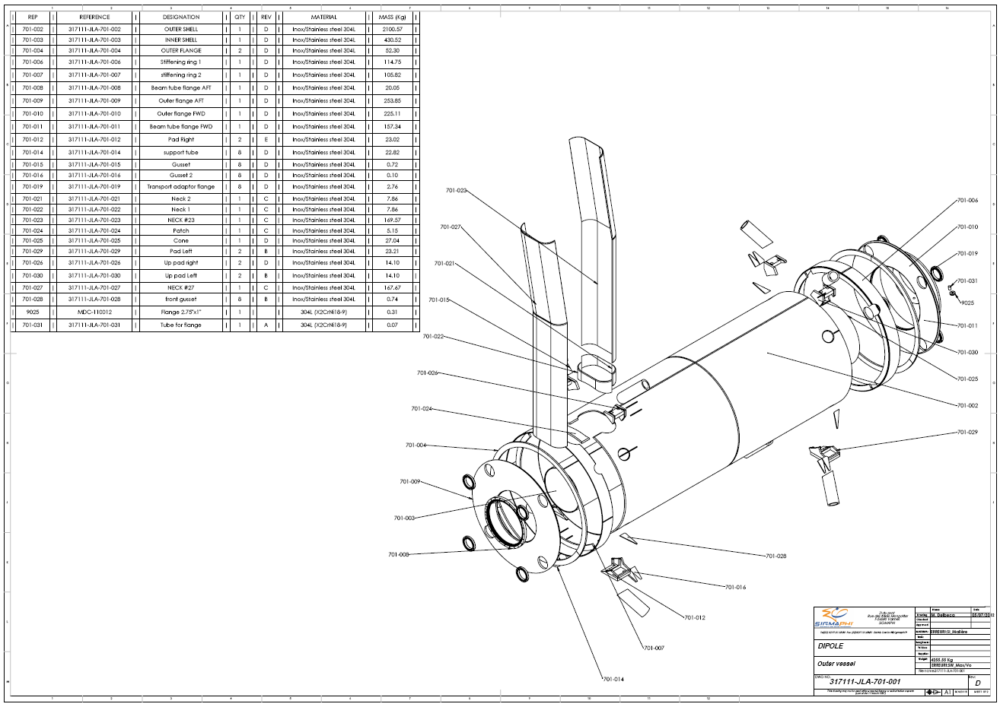 REP REFERENCE DESIGNATION QTY REV MATERIAL MASS (Kg)
701-002 317111-JLA-701-002 OUTER SHELL 1 D Inox/Stainless steel 304L 2100.57
701-003 317111-JLA-701-003 INNER SHELL 1 D Inox/Stainless steel 304L 430.52
701-004 317111-JLA-701-004 OUTER FLANGE 2 D Inox/Stainless steel 304L 52.30
701-006 317111-JLA-701-006 Stiffening ring 1 1 D Inox/Stainless steel 304L 114.75
701-007 317111-JLA-701-007 stiffening ring 2 1 D Inox/Stainless steel 304L 105.82
701-008 317111-JLA-701-008 Beam tube flange AFT 1 D Inox/Stainless steel 304L 20.05
701-009 317111-JLA-701-009 Outer flange AFT 1 D Inox/Stainless steel 304L 253.85
701-010 317111-JLA-701-010 Outer flange FWD 1 D Inox/Stainless steel 304L 225.11
701-011 317111-JLA-701-011 Beam tube flange FWD 1 D Inox/Stainless steel 304L 157.34
701-012 317111-JLA-701-012 Pad Right 2 E Inox/Stainless steel 304L 23.02
701-014 317111-JLA-701-014 support tube 8 D Inox/Stainless steel 304L 22.82
701-015 317111-JLA-701-015 Gusset 8 D Inox/Stainless steel 304L 0.72
701-016 317111-JLA-701-016 Gusset 2 8 D Inox/Stainless steel 304L 0.10
701-019 317111-JLA-701-019 Transport adaptor flange 8 D Inox/Stainless steel 304L 2.76
701-021 317111-JLA-701-021 Neck 2 1 C Inox/Stainless steel 304L 7.86
701-022 317111-JLA-701-022 Neck 1 1 C Inox/Stainless steel 304L 7.86
701-023 317111-JLA-701-023 NECK #23 1 C Inox/Stainless steel 304L 169.57
701-024 317111-JLA-701-024 Patch 1 C Inox/Stainless steel 304L 5.15
701-025 317111-JLA-701-025 Cone 1 D Inox/Stainless steel 304L 27.04
701-029 317111-JLA-701-029 Pad Left 2 B Inox/Stainless steel 304L 23.21
701-026 317111-JLA-701-026 Up pad right 2 D Inox/Stainless steel 304L 14.10
701-030 317111-JLA-701-030 Up pad Left 2 B Inox/Stainless steel 304L 14.10
701-027 317111-JLA-701-027 NECK #27 1 C Inox/Stainless steel 304L 167.67
701-028 317111-JLA-701-028 front gusset 8 B Inox/Stainless steel 304L 0.74
9025 MDC-110012 Flange 2.75"x1" 1 304L (X2CrNi18-9) 0.31
701-031 317111-JLA-701-031 Tube for flange 1 A 304L (X2CrNi18-9) 0.07
701-023
701-027
701-021
701-015
701-022
701-026
701-024
701-004
701-009
701-003
701-008
701-006
701-010
701-019
701-031
9025
701-011
701-030
701-025
701-002
701-029
701-028
701-016
701-012
701-007
701-014
SIGMAPHI
M. Delbecq 05/07/2012
ERREUR!:SI_Matière
DIPOLE
4255.55 Kg
ERREUR!:SW_Mas/Vo
Outer vessel
317111-JLA-701-001
DWG NO.
317111-JLA-701-001
Rev:
D
A1